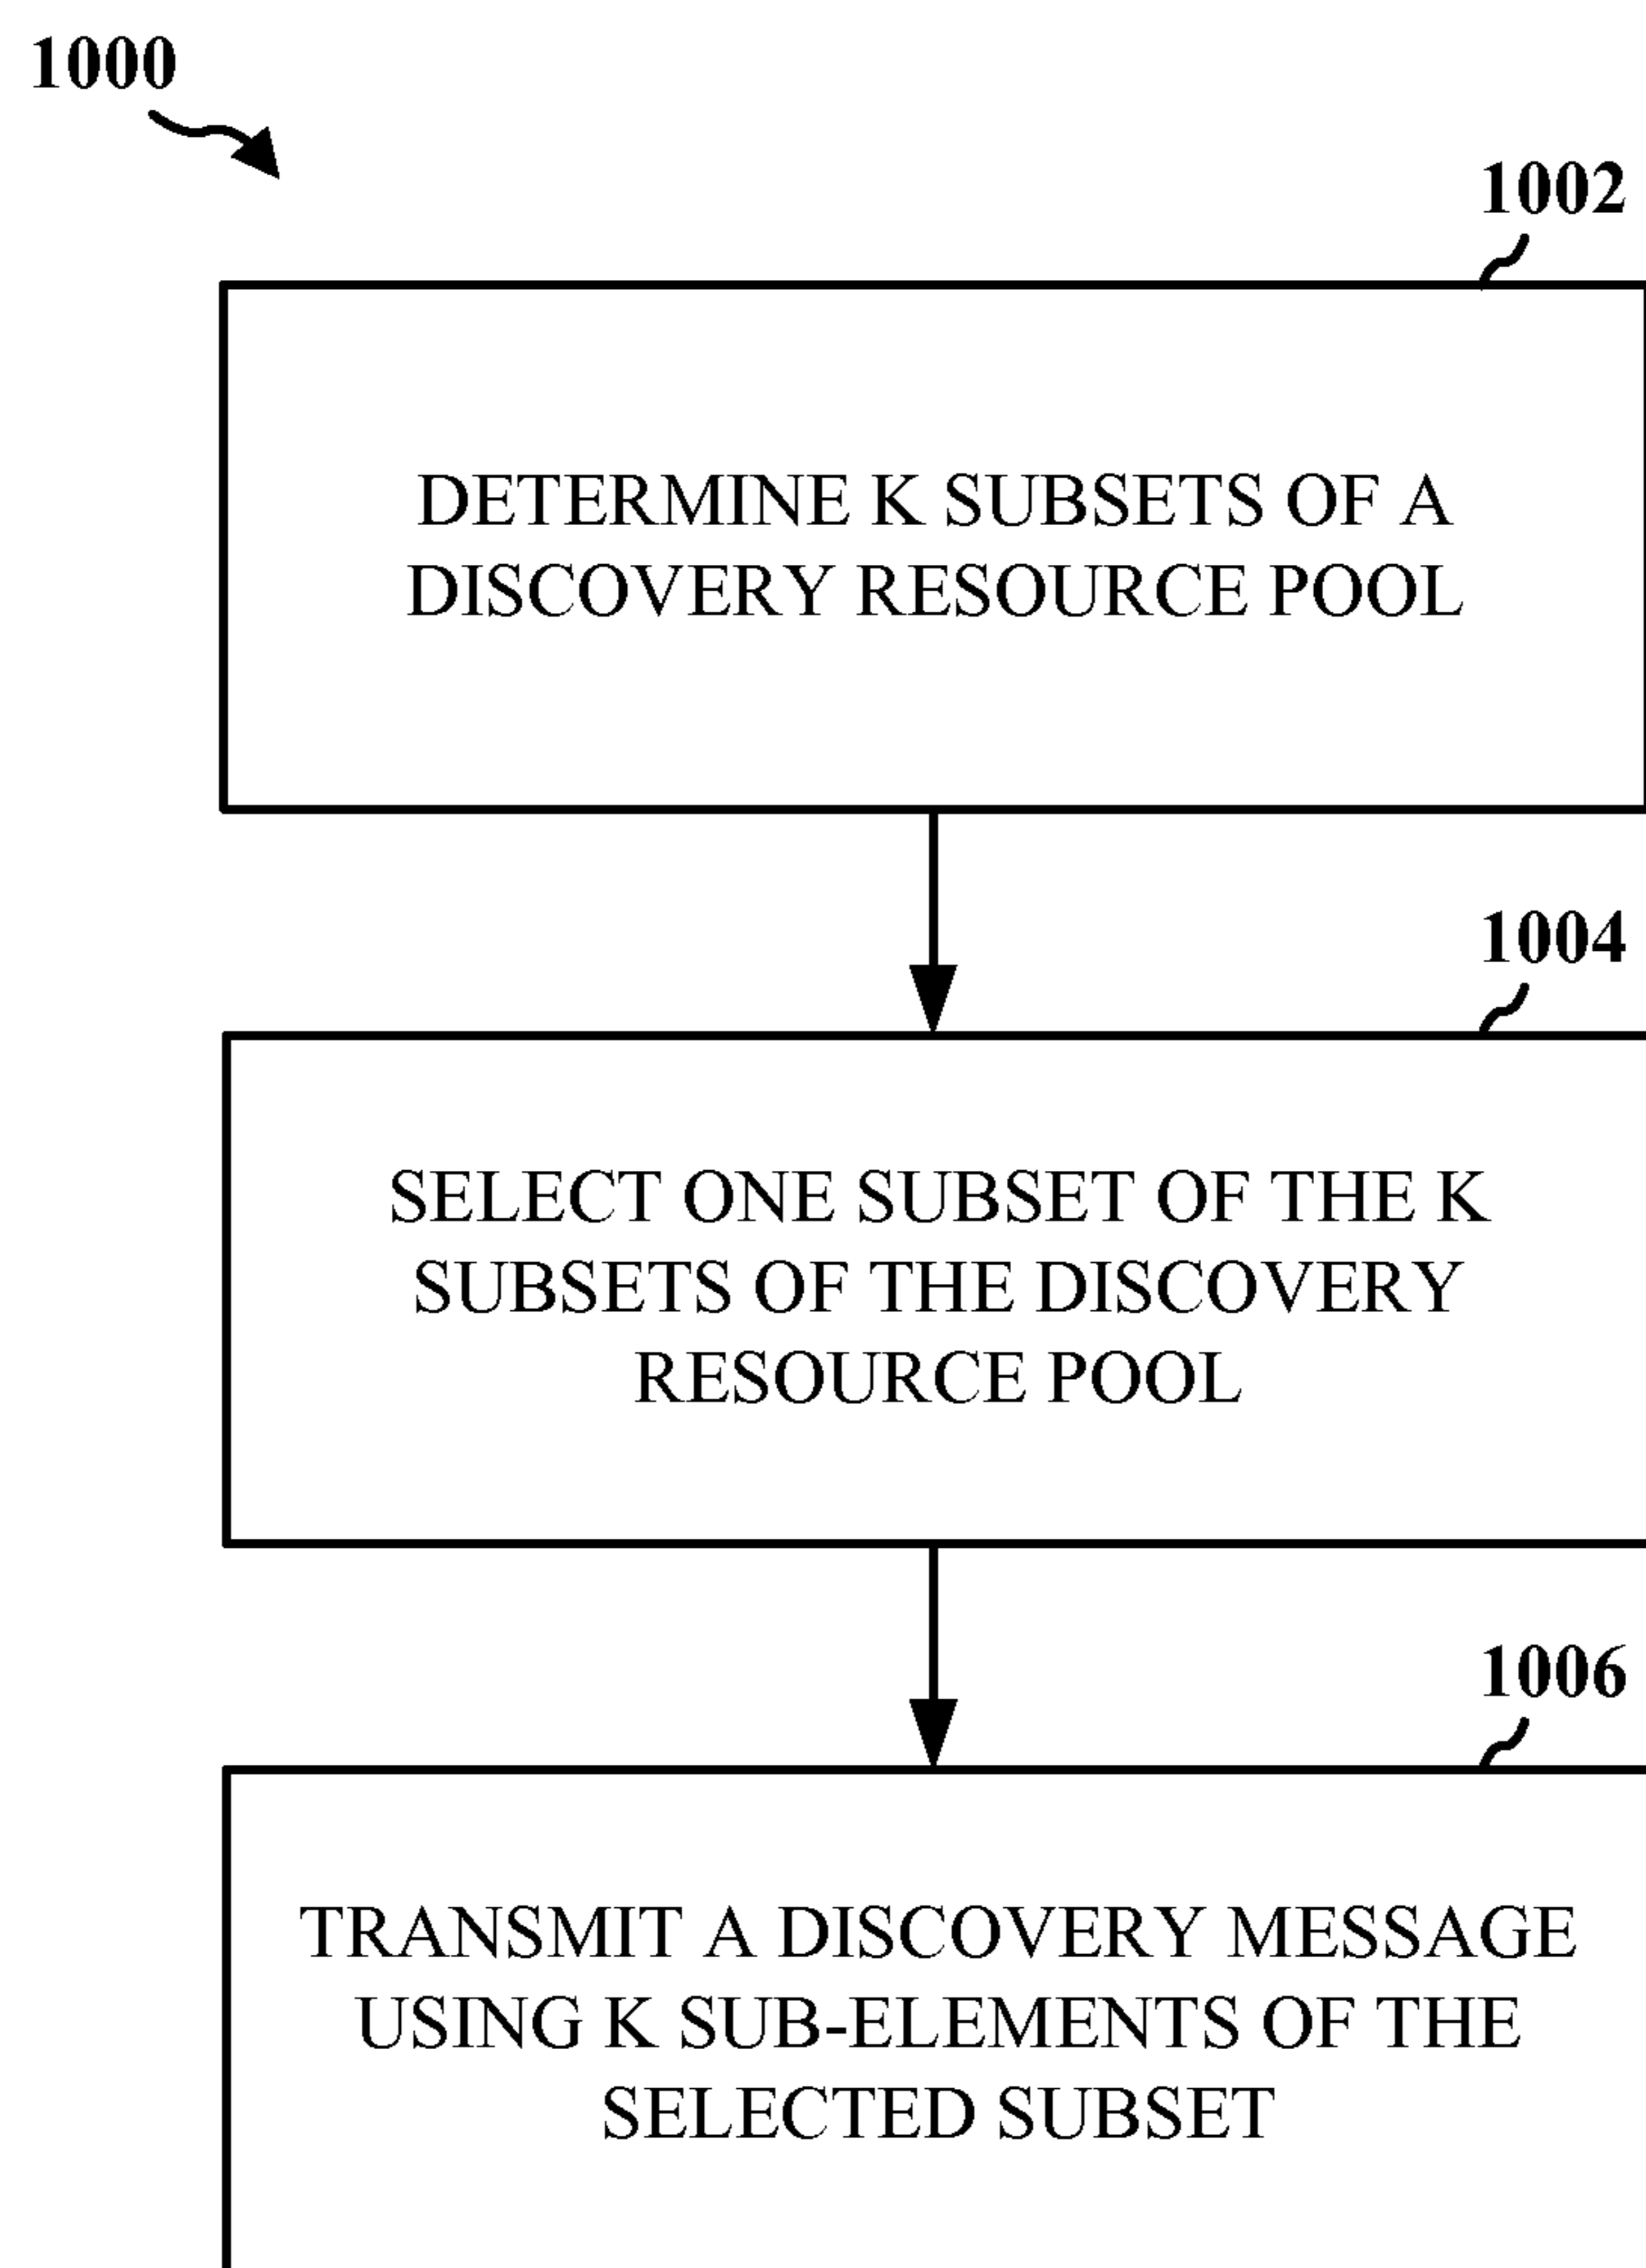 1000
1002
DETERMINE K SUBSETS OF A
DISCOVERY RESOURCE POOL
1004
SELECT ONE SUBSET OF THE K
SUBSETS OF THE DISCOVERY
RESOURCE POOL
1006
TRANSMIT A DISCOVERY MESSAGE
USING K SUB-ELEMENTS OF THE
SELECTED SUBSET